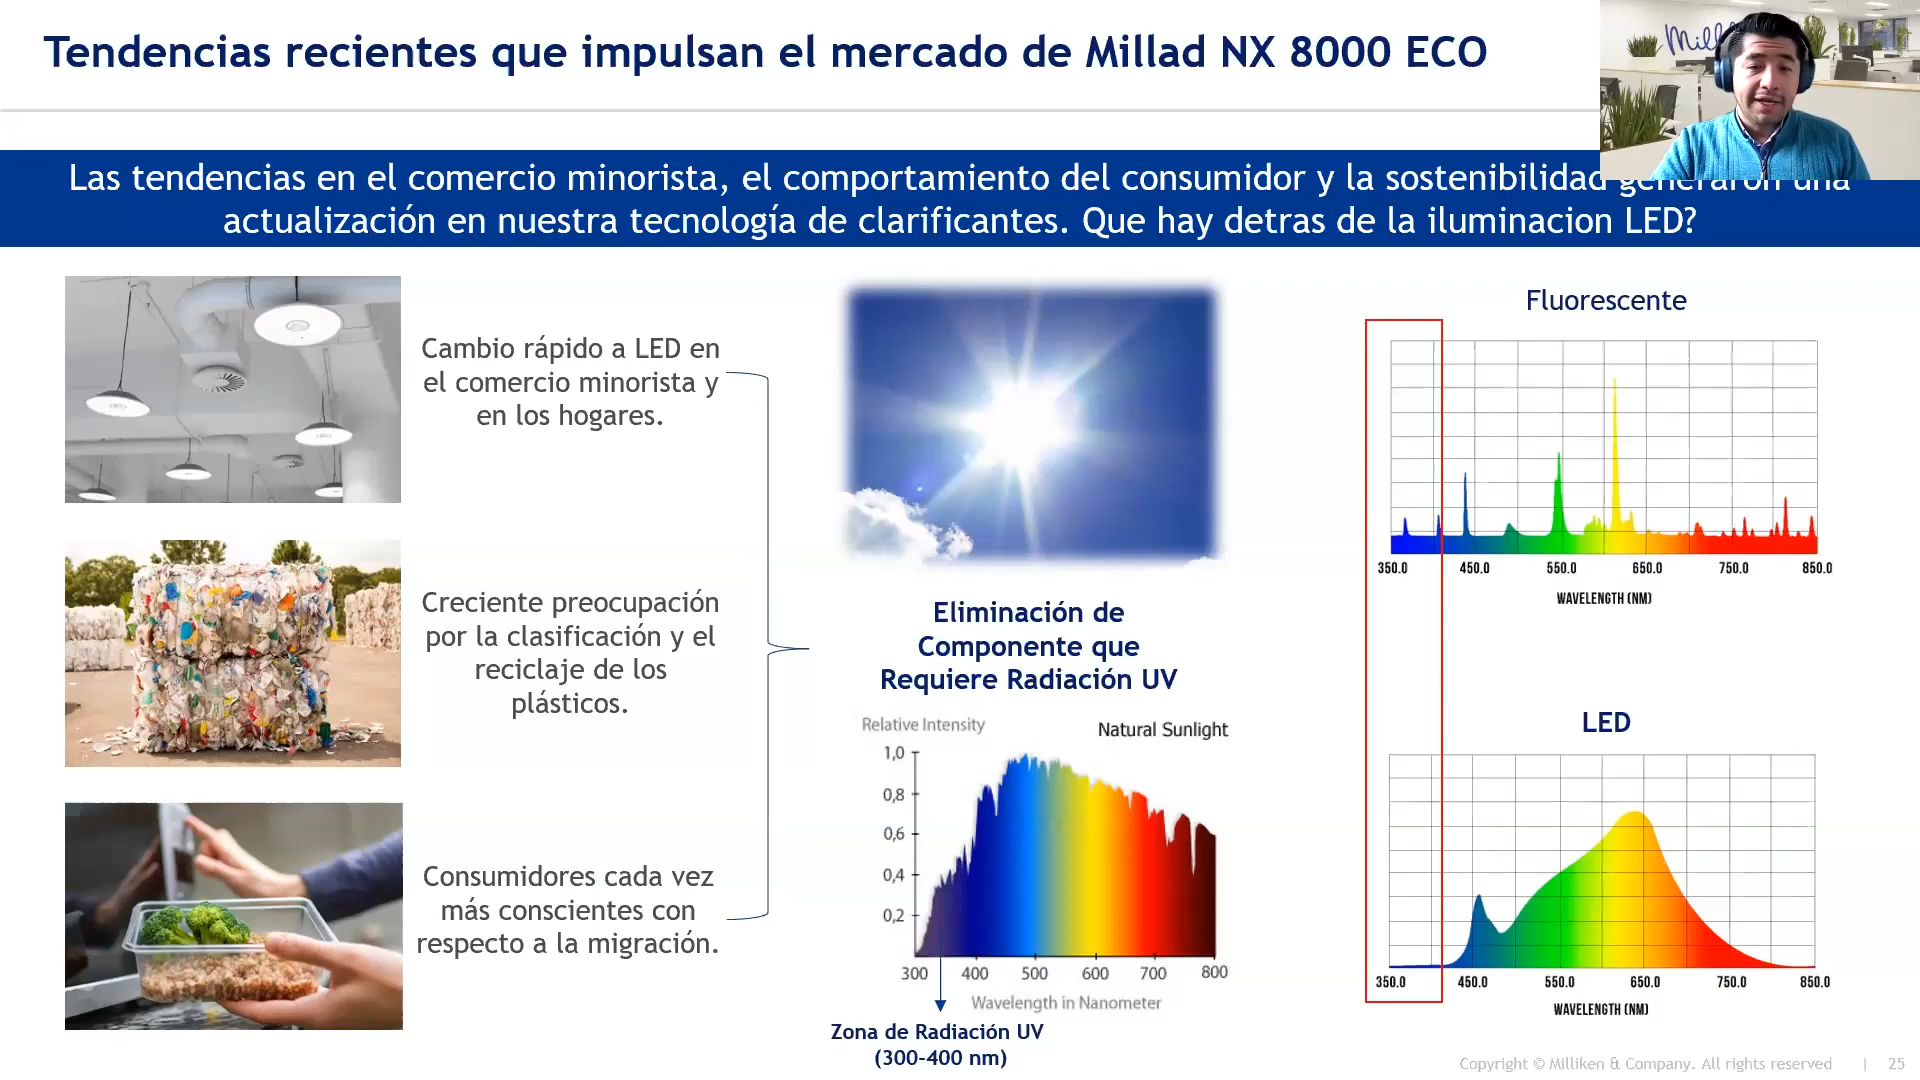 Tendencias recientes que impulsan el mercado de Millad NX 8000 ECO
Mill
Las tendencias en el comercio minorista, el comportamiento del consumidor y la sostenibilidad generaron una
actualización en nuestra tecnología de clarificantes. Que hay detras de la iluminacion LED?
Cambio rápido a LED en
el comercio minorista y
en los hogares.
Creciente preocupación
por la clasificación y el
reciclaje de los
plásticos.
Consumidores cada vez
más conscientes con
respecto a la migración.
Eliminación de
Componente que
Requiere Radiación UV
Relative Intensity
Natural Sunlight
1,0
0,8
0,6
0,4
0,2
300 400 500 600 700 800
Wavelength in Nanometer
Zona de Radiación UV
(300-400 nm)
Fluorescente
350.0 450.0 550.0 650.0 750.0 850.0
WAVELENGTH (NM)
LED
350.0 450.0 550.0 650.0 750.0 850.0
WAVELENGTH (NM)
Copyright © Milliken & Company. All rights reserved | 25